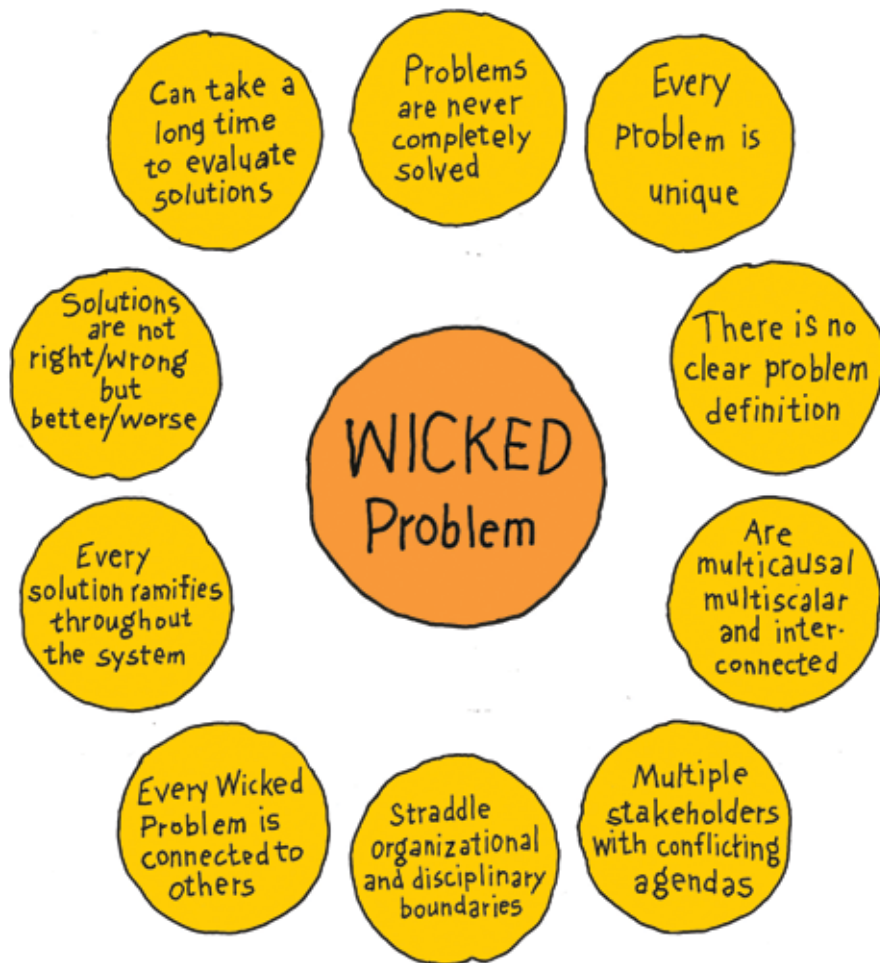 Can take a
long time
to evaluate
solutions
Problems
are never
completely
solved
Every
problem is
unique
Solutions
are not
right/wrong
but
better/worse
WICKED
Problem
There is no
clear problem
definition
Every
solution ramifies
throughout
the system
Are
multicausal
multiscalar
and inter-
connected
Every Wicked
Problem is
connected to
others
Straddle
organizational
and disciplinary
boundaries
Multiple
stakeholders
with conflicting
agendas